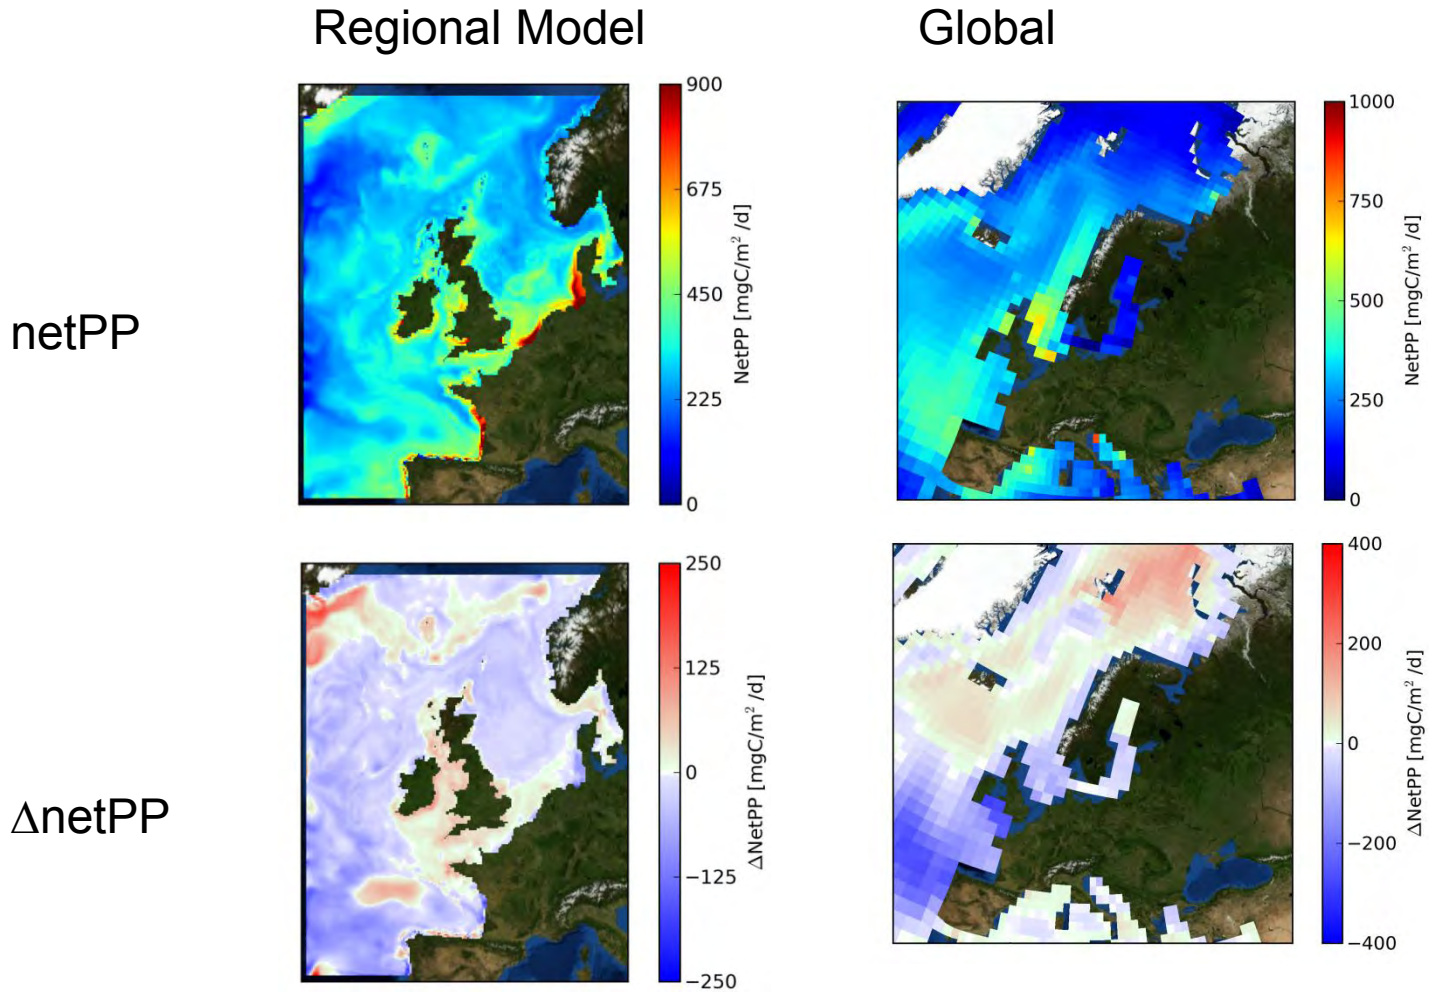 Regional Model
Global
netPP
900
675
450
225
0
NetPP [mgC/m² /d]
1000
750
500
250
0
NetPP [mgC/m² /d]
ΔnetPP
250
125
0
−125
−250
ΔNetPP [mgC/m² /d]
400
200
0
−200
−400
ΔNetPP [mgC/m² /d]